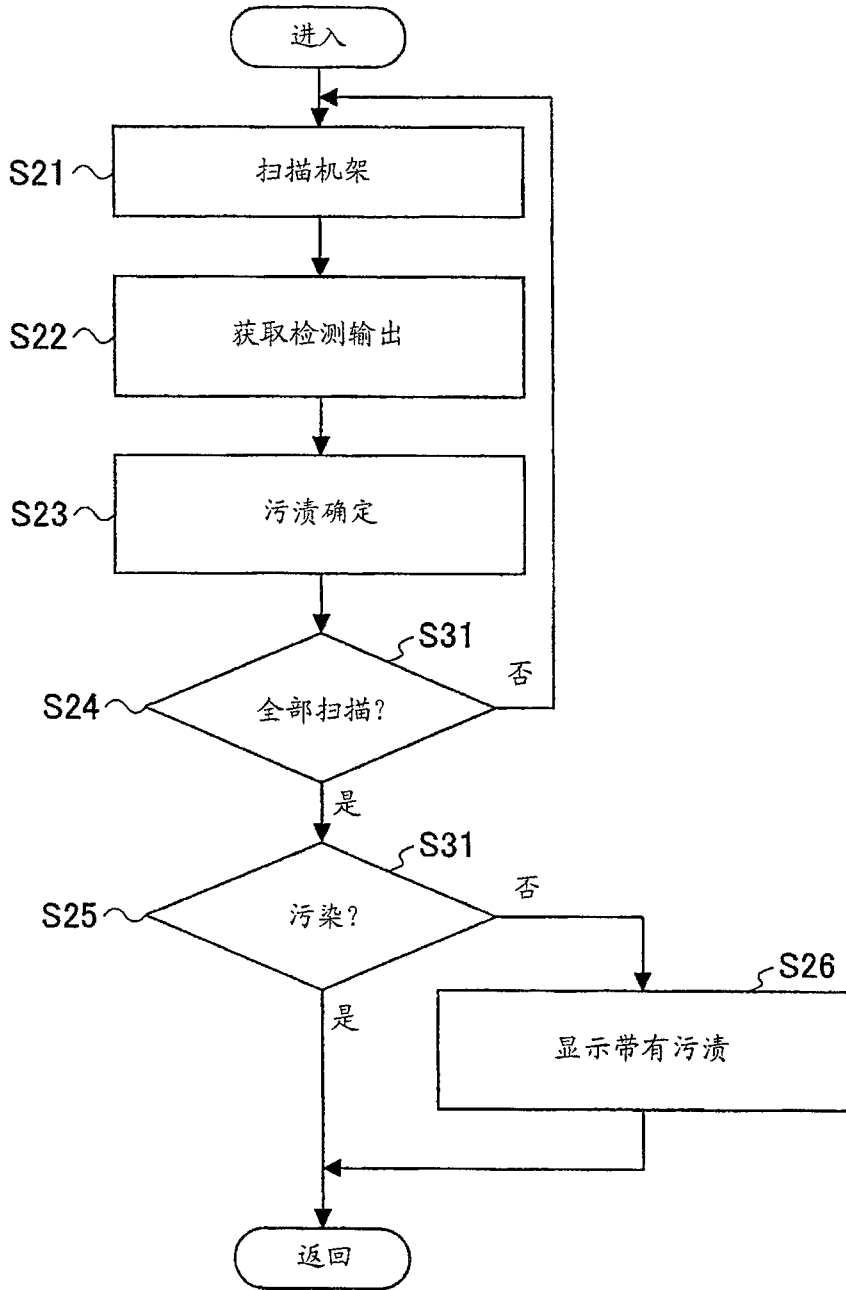 进入
S21
扫描机架
S22
获取检测输出
S23
污渍确定
S31
S24
全部扫描?
否
是
S31
S25
污染?
否
是
S26
显示带有污渍
返回